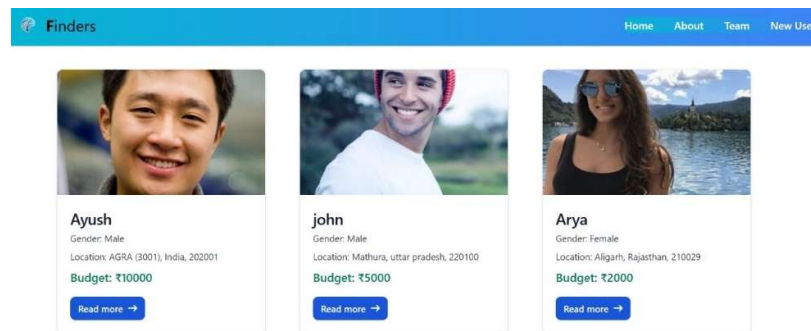 Finders
Home About Team New Use
Ayush
Gender: Male
Location: AGRA (3001), India, 202001
Budget: ₹10000
Read more →
john
Gender: Male
Location: Mathura, uttar pradesh, 220100
Budget: ₹5000
Read more →
Arya
Gender: Female
Location: Aligarh, Rajasthan, 210029
Budget: ₹2000
Read more →